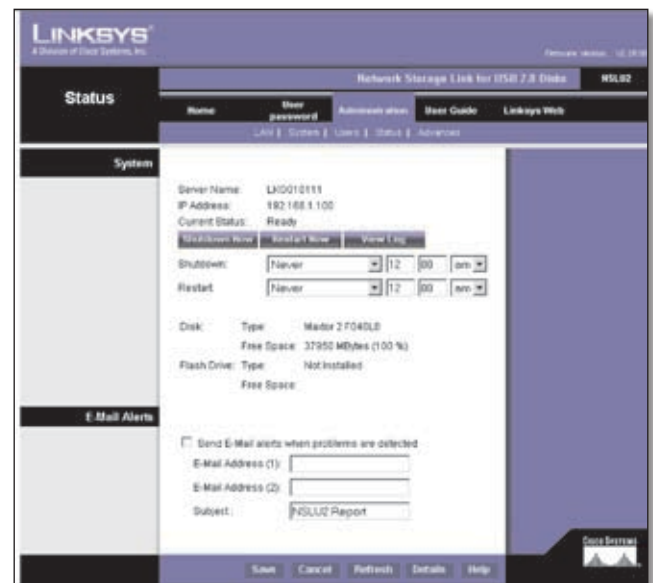 LINKSYS
A Division of Cisco Systems, Inc.
Firmware Version:
Network Storage Link for USB 2.0 Disks NSLU2
Status
Home User password Administration User Guide Linksys Web
LAN | System | Users | Status | Advanced
System
Server Name: LKG010111
IP Address: 192.168.1.100
Current Status: Ready
Shutdown Now Restart Now View Log
Shutdown: Never 12 00 am
Restart Never 12 00 am
Disk: Type: Maxtor 2 F040L0
Free Space: 37950 MBytes (100 %)
Flash Drive: Type: Not Installed
Free Space:
E-Mail Alerts
Send E-Mail alerts when problems are detected
E-Mail Address (1):
E-Mail Address (2):
Subject: NSLU2 Report
Cisco Systems
Save Cancel Refresh Details Help